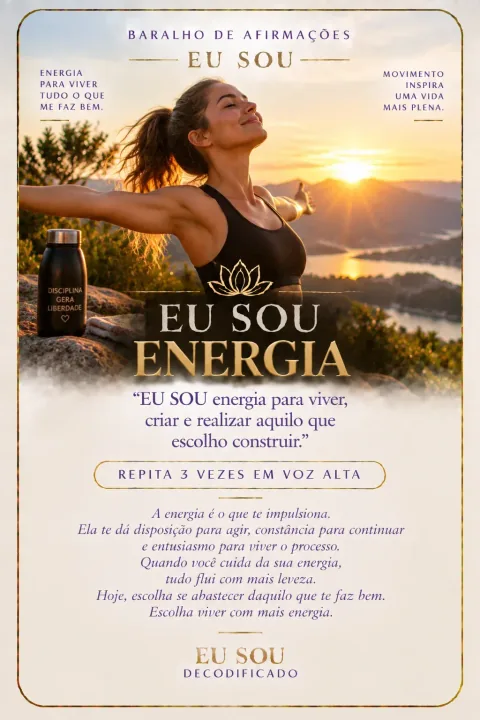 BARALHO DE AFIRMAÇÕES
EU SOU
ENERGIA
PARA VIVER
TUDO O QUE
ME FAZ BEM.
MOVIMENTO
INSPIRA
UMA VIDA
MAIS PLENA.
DISCIPLINA
GERA
LIBERDADE
EU SOU
ENERGIA
“EU SOU energia para viver,
criar e realizar aquilo que
escolho construir.”
REPITA 3 VEZES EM VOZ ALTA
A energia é o que te impulsiona.
Ela te dá disposição para agir, constância para continuar
e entusiasmo para viver o processo.
Quando você cuida da sua energia,
tudo flui com mais leveza.
Hoje, escolha se abastecer daquilo que te faz bem.
Escolha viver com mais energia.
EU SOU
DECODIFICADO